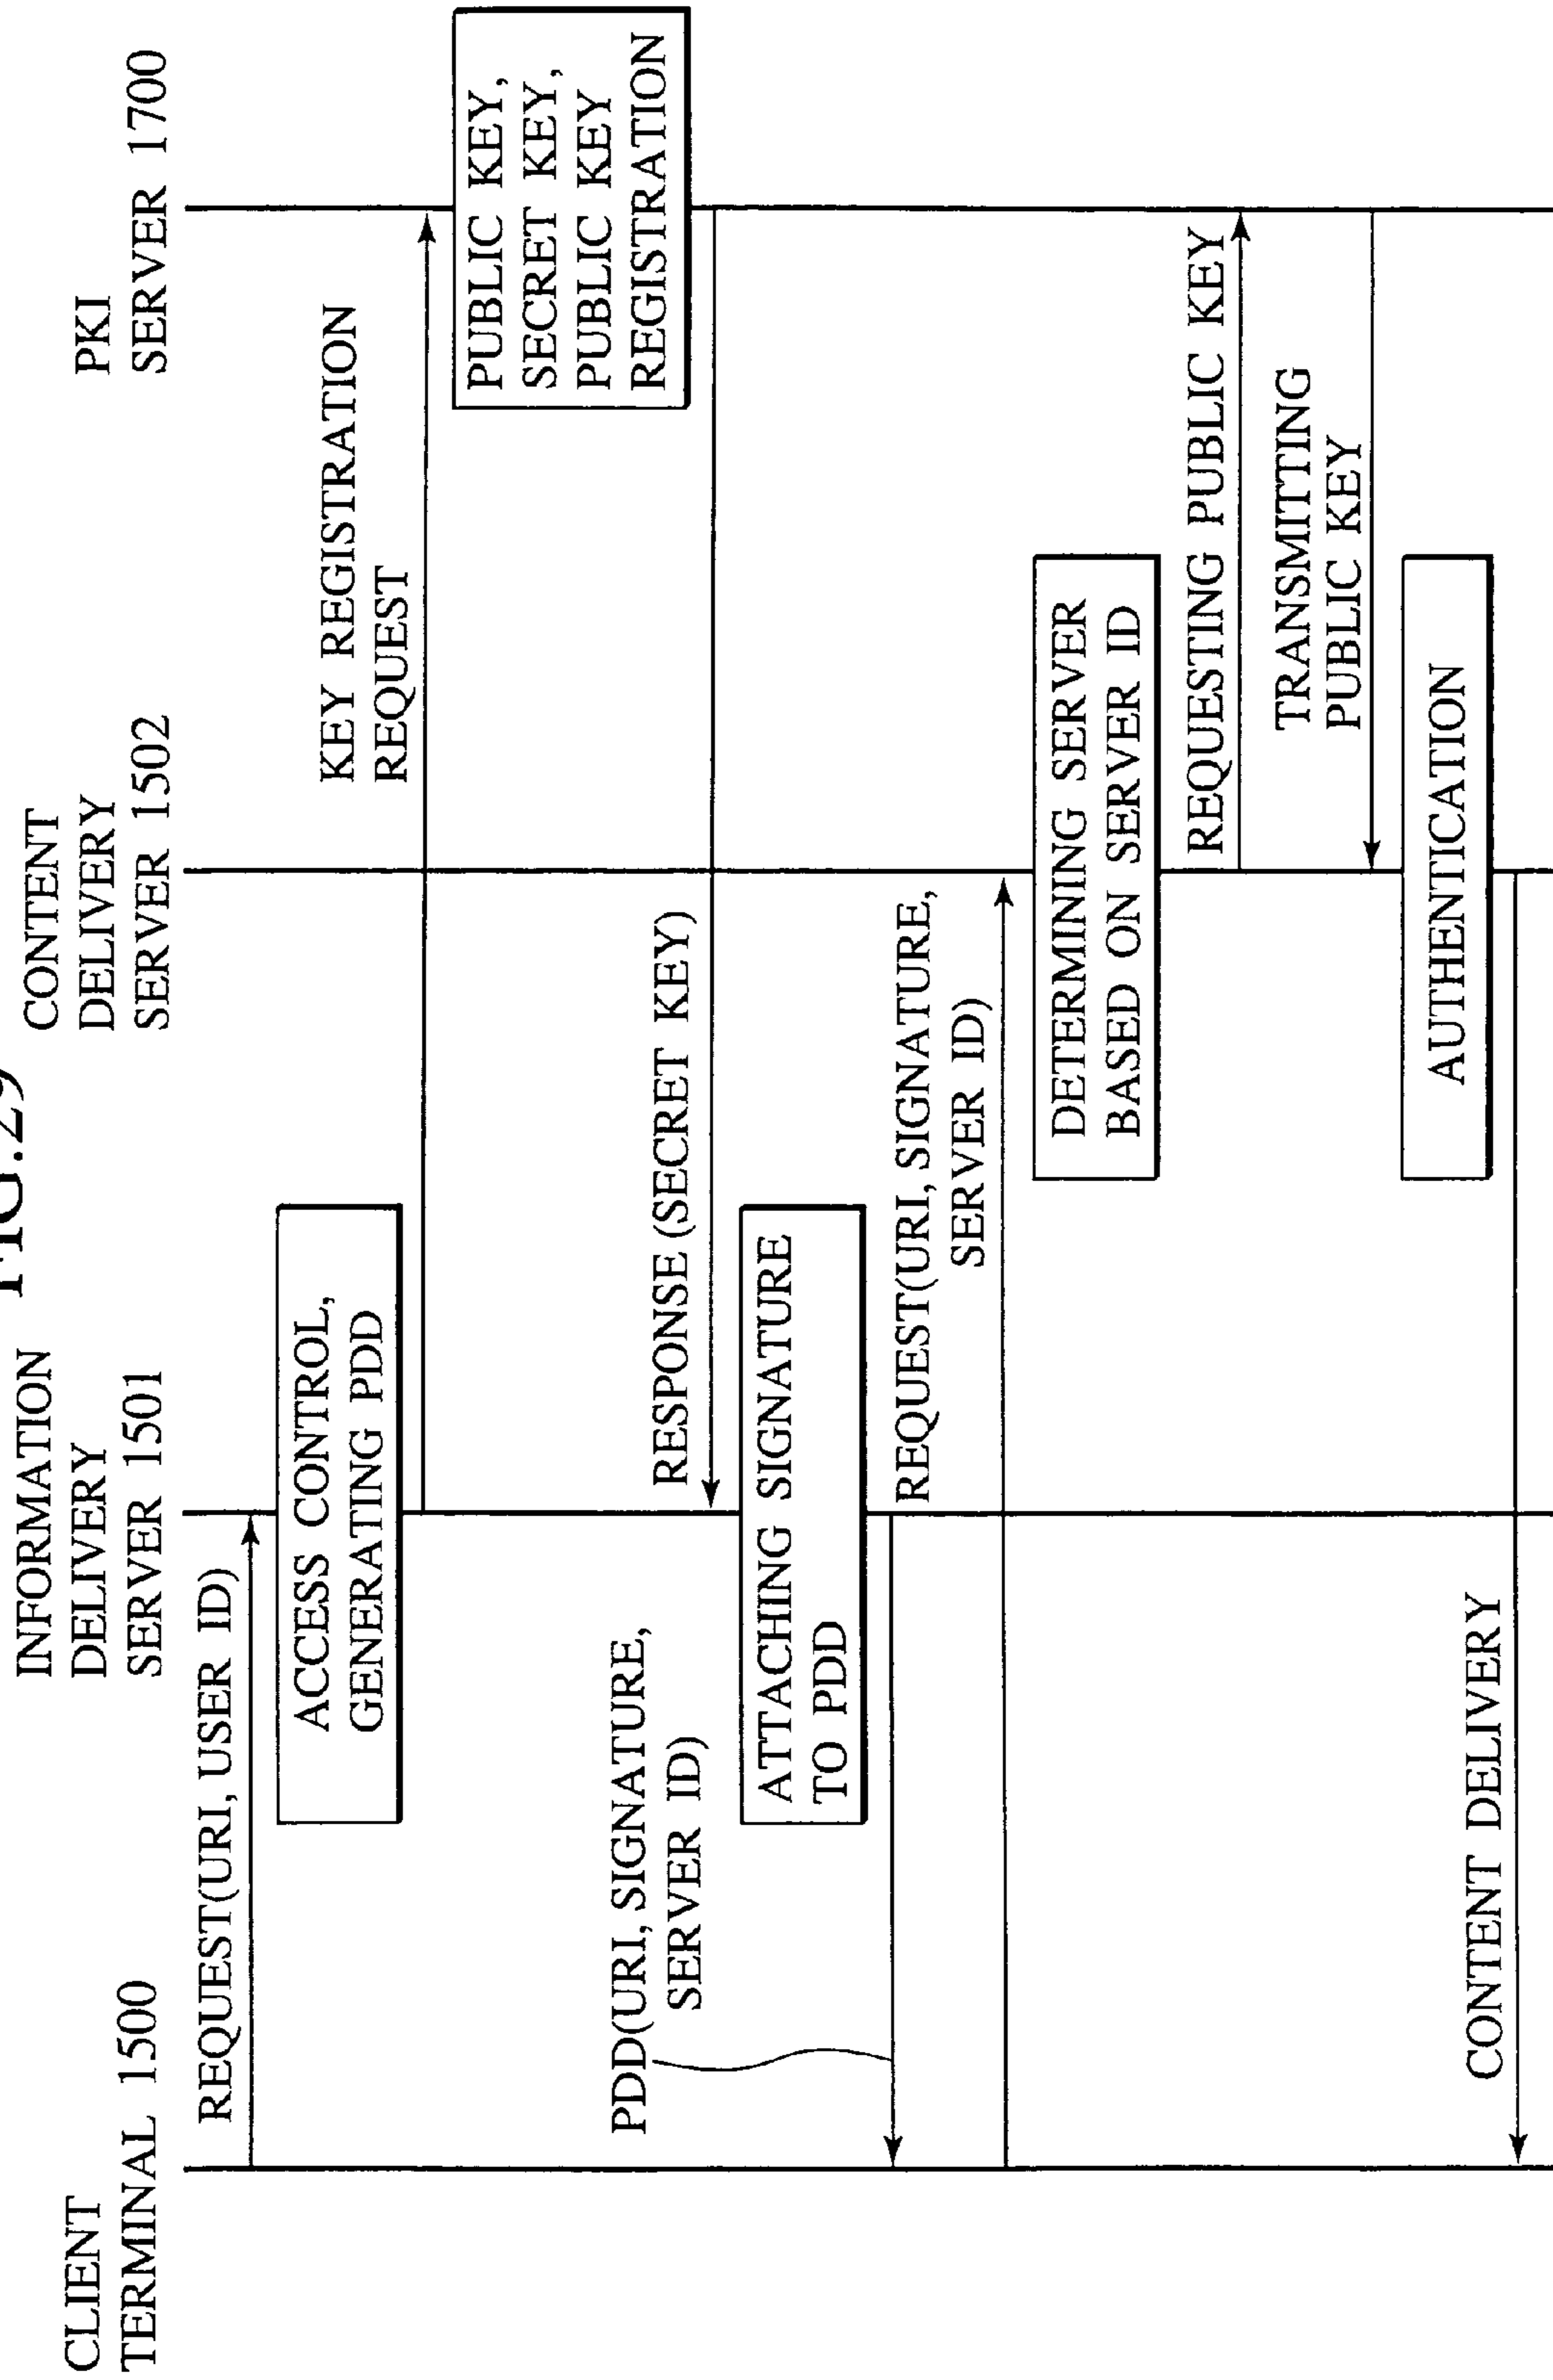 FIG.29
CLIENT
TERMINAL 1500
INFORMATION
DELIVERY
SERVER 1501
CONTENT
DELIVERY
SERVER 1502
PKI
SERVER 1700
REQUEST(URI, USER ID)
ACCESS CONTROL,
GENERATING PDD
KEY REGISTRATION
REQUEST
PUBLIC KEY,
SECRET KEY,
PUBLIC KEY
REGISTRATION
RESPONSE (SECRET KEY)
PDD(URI, SIGNATURE,
SERVER ID)
ATTACHING SIGNATURE
TO PDD
REQUEST(URI, SIGNATURE,
SERVER ID)
DETERMINING SERVER
BASED ON SERVER ID
REQUESTING PUBLIC KEY
TRANSMITTING
PUBLIC KEY
AUTHENTICATION
CONTENT DELIVERY